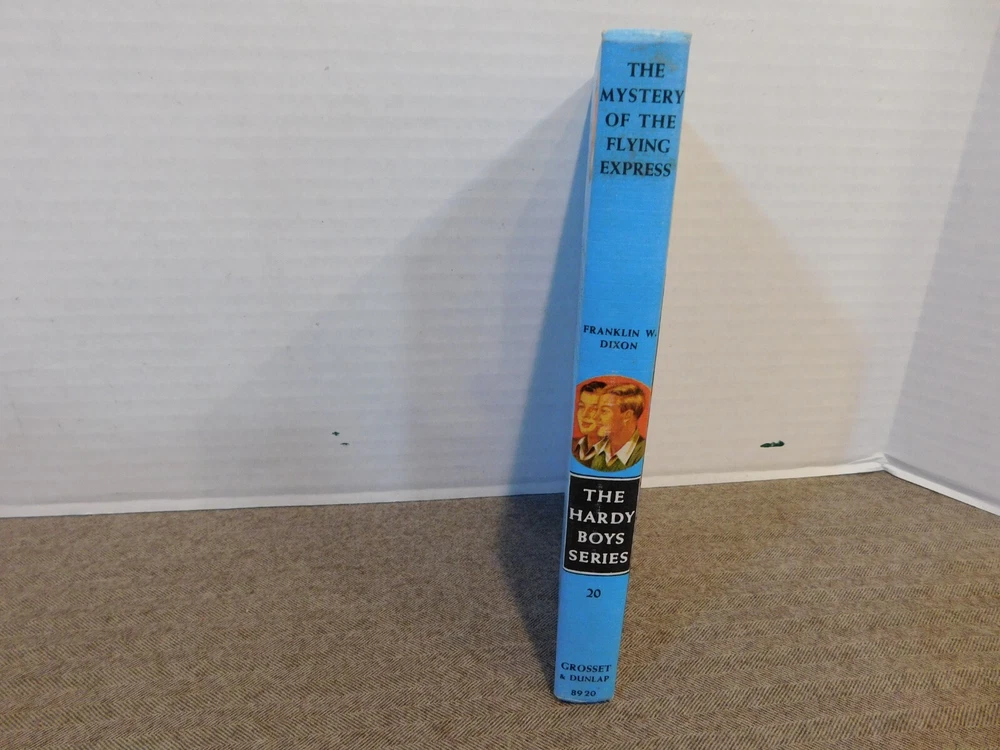 THE
MYSTERY
OF THE
FLYING
EXPRESS
FRANKLIN W.
DIXON
THE
HARDY
BOYS
SERIES
20
GROSSET
& DUNLAP
8920